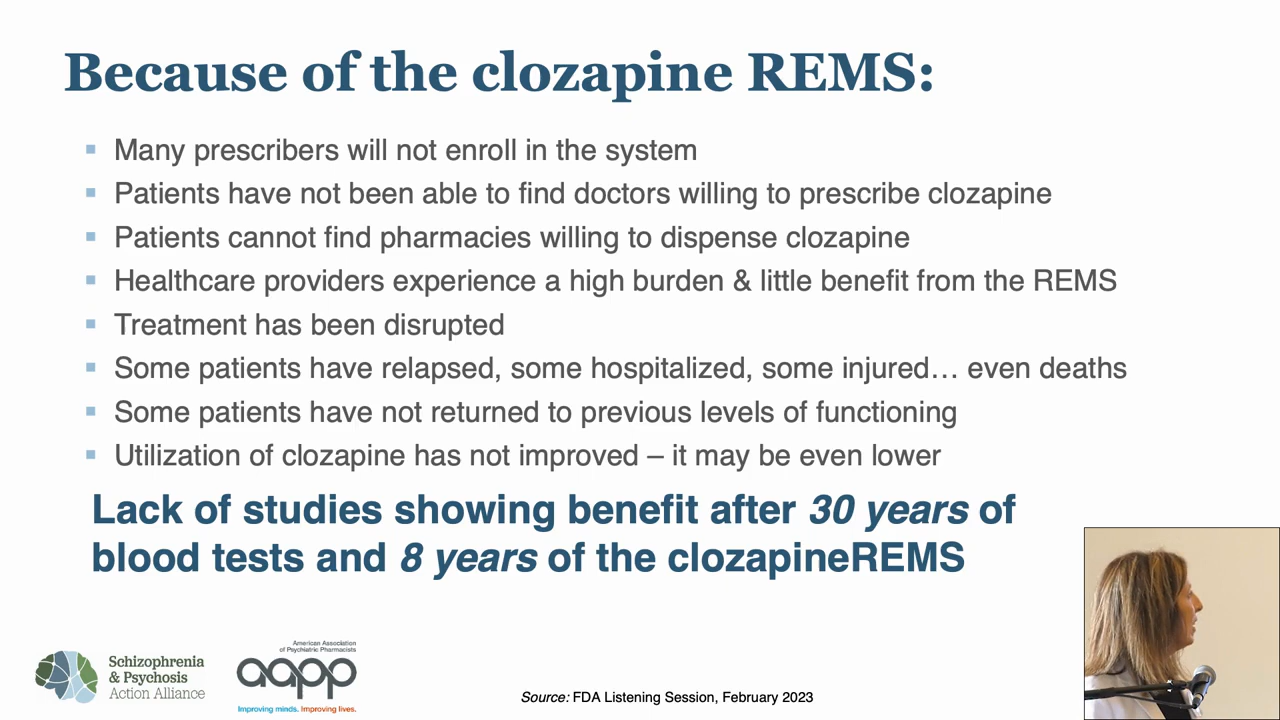 Because of the clozapine REMS:
Many prescribers will not enroll in the system
Patients have not been able to find doctors willing to prescribe clozapine
Patients cannot find pharmacies willing to dispense clozapine
Healthcare providers experience a high burden & little benefit from the REMS
Treatment has been disrupted
Some patients have relapsed, some hospitalized, some injured… even deaths
Some patients have not returned to previous levels of functioning
Utilization of clozapine has not improved – it may be even lower
Lack of studies showing benefit after 30 years of
blood tests and 8 years of the clozapineREMS
Schizophrenia
& Psychosis
Action Alliance
American Association
of Psychiatric Pharmacists
aapp
Improving minds. Improving lives.
Source: FDA Listening Session, February 2023